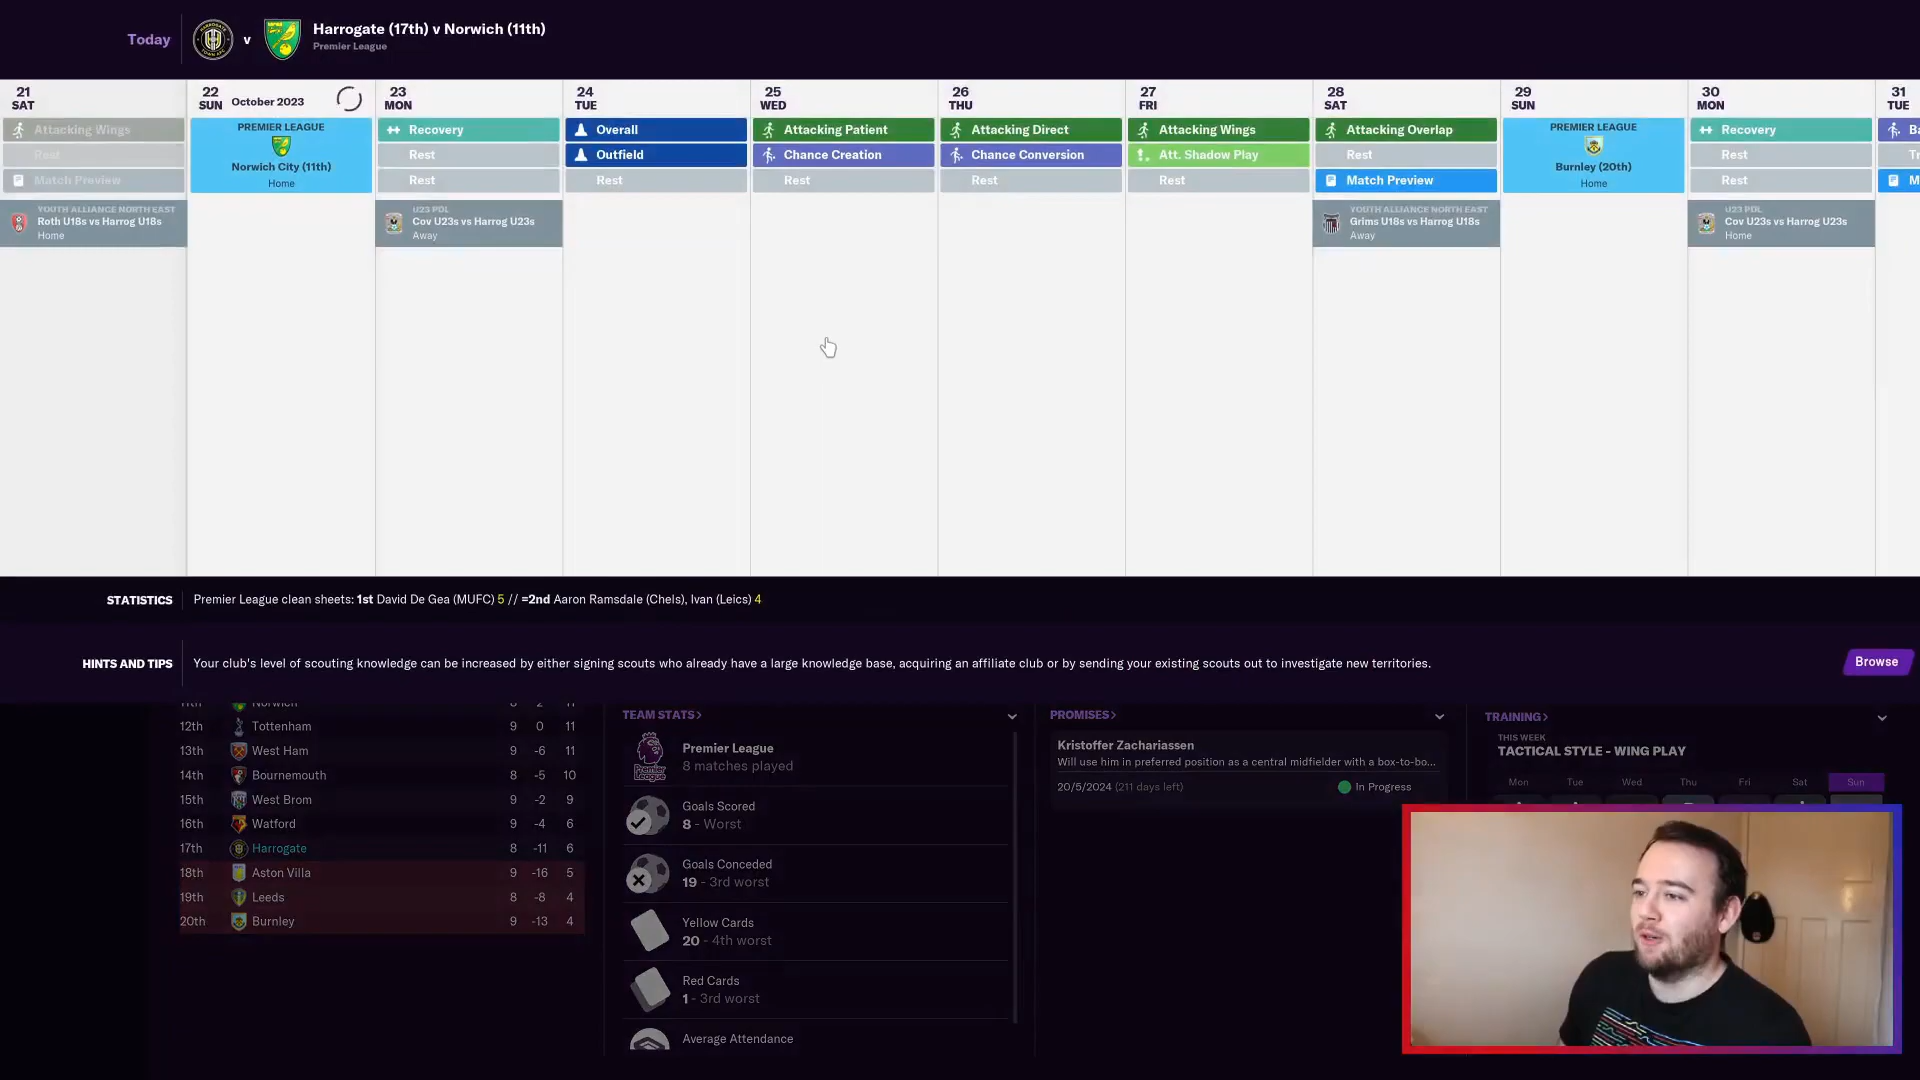 Today
v
Harrogate (17th) v Norwich (11th)
Premier League
21 SAT
22 SUN October 2023
23 MON
24 TUE
25 WED
26 THU
27 FRI
28 SAT
29 SUN
30 MON
31 TUE
Attacking Wings
Rest
Match Preview
YOUTH ALLIANCE NORTH EAST
Roth U18s vs Harrog U18s
Home
PREMIER LEAGUE
Norwich City (11th)
Home
Recovery
Rest
Rest
U23 PDL
Cov U23s vs Harrog U23s
Away
Overall
Outfield
Rest
Attacking Patient
Chance Creation
Rest
Attacking Direct
Chance Conversion
Rest
Attacking Wings
Att. Shadow Play
Rest
Attacking Overlap
Rest
Match Preview
YOUTH ALLIANCE NORTH EAST
Grims U18s vs Harrog U18s
Away
PREMIER LEAGUE
Burnley (20th)
Home
Recovery
Rest
Rest
U23 PDL
Cov U23s vs Harrog U23s
Home
STATISTICS
Premier League clean sheets: 1st David De Gea (MUFC) 5 // =2nd Aaron Ramsdale (Chels), Ivan (Leics) 4
HINTS AND TIPS
Your club's level of scouting knowledge can be increased by either signing scouts who already have a large knowledge base, acquiring an affiliate club or by sending your existing scouts out to investigate new territories.
Browse
12th Tottenham 9 0 11
13th West Ham 9 -6 11
14th Bournemouth 8 -5 10
15th West Brom 9 -2 9
16th Watford 9 -4 6
17th Harrogate 8 -11 6
18th Aston Villa 9 -16 5
19th Leeds 8 -8 4
20th Burnley 9 -13 4
TEAM STATS>
Premier League
8 matches played
Goals Scored
8 - Worst
Goals Conceded
19 - 3rd worst
Yellow Cards
20 - 4th worst
Red Cards
1 - 3rd worst
Average Attendance
PROMISES>
Kristoffer Zachariassen
Will use him in preferred position as a central midfielder with a box-to-bo...
20/5/2024 (211 days left)
In Progress
TRAINING>
THIS WEEK
TACTICAL STYLE - WING PLAY
Mon Tue Wed Thu Fri Sat Sun